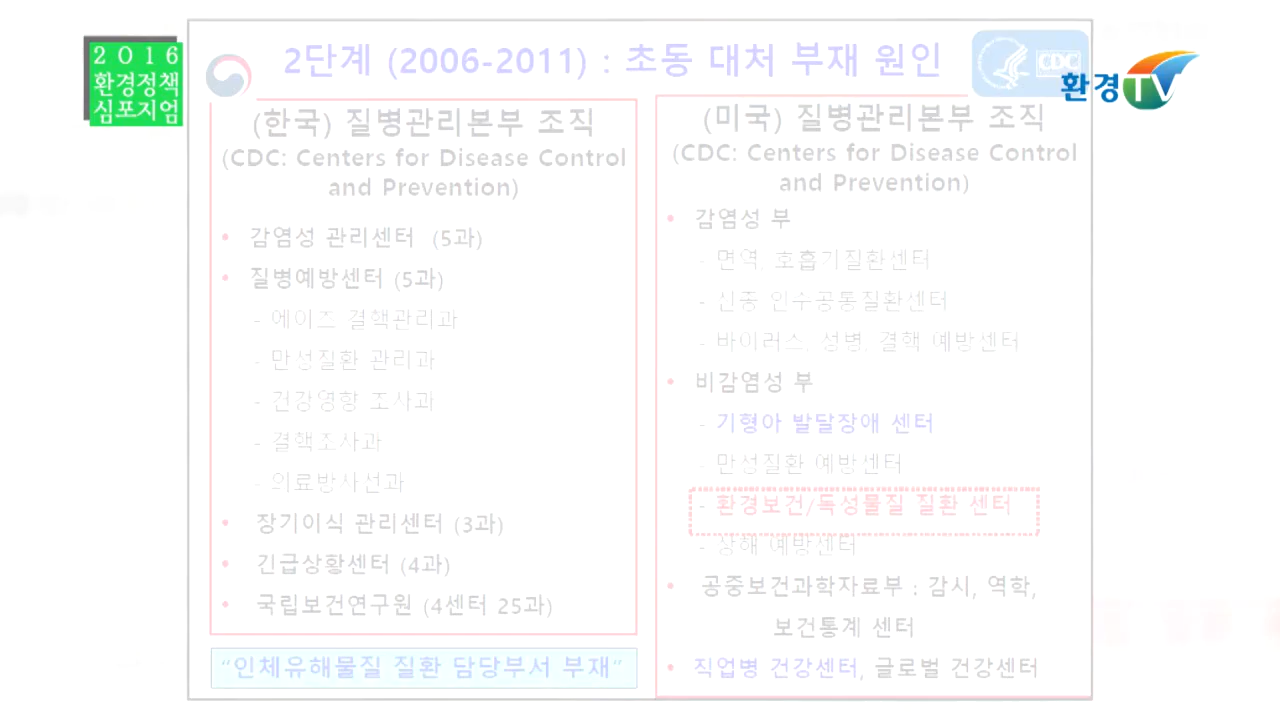 2016
환경정책
심포지엄
2단계 (2006-2011) : 초동 대처 부재 원인
CDC
환경TV
(한국) 질병관리본부 조직
(CDC: Centers for Disease Control
and Prevention)
• 감염성 관리센터 (5과)
• 질병예방센터 (5과)
- 에이즈 결핵관리과
- 만성질환 관리과
- 건강영향 조사과
- 결핵조사과
- 의료방사선과
• 장기이식 관리센터 (3과)
• 긴급상황센터 (4과)
• 국립보건연구원 (4센터 25과)
“인체유해물질 질환 담당부서 부재”
(미국) 질병관리본부 조직
(CDC: Centers for Disease Control
and Prevention)
• 감염성 부
- 면역, 호흡기질환센터
- 신종 인수공통질환센터
- 바이러스, 성병, 결핵 예방센터
• 비감염성 부
- 기형아 발달장애 센터
- 만성질환 예방센터
- 환경보건/독성물질 질환 센터
- 상해 예방센터
• 공중보건과학자료부 : 감시, 역학,
보건통계 센터
• 직업병 건강센터, 글로벌 건강센터